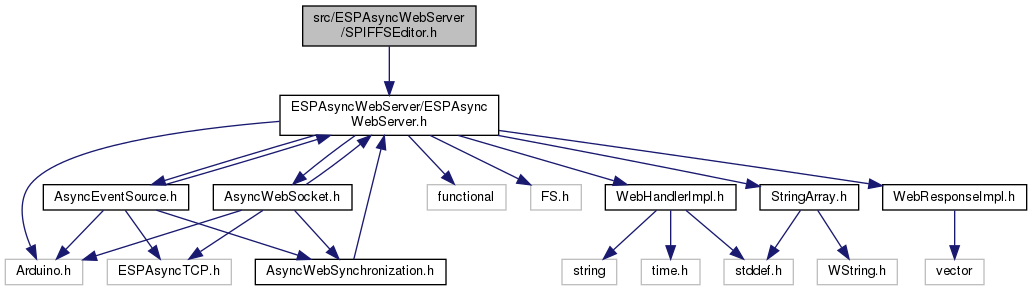 src/ESPAsyncWebServer
/SPIFFSEditor.h
ESPAsyncWebServer/ESPAsync
WebServer.h
AsyncEventSource.h
AsyncWebSocket.h
functional
FS.h
WebHandlerImpl.h
StringArray.h
WebResponseImpl.h
Arduino.h
ESPAsyncTCP.h
AsyncWebSynchronization.h
string
time.h
stddef.h
WString.h
vector